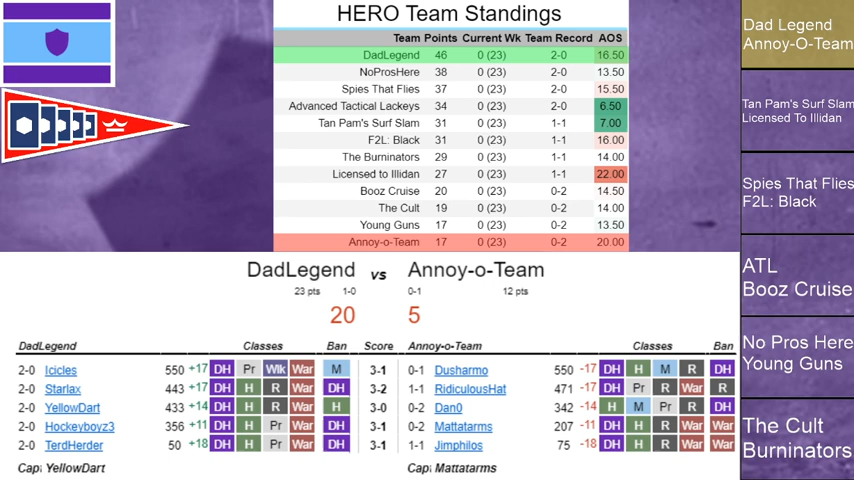 HERO Team Standings
Team Points Current Wk Team Record AOS
DadLegend 46 0 (23) 2-0 16.50
NoProsHere 38 0 (23) 2-0 13.50
Spies That Flies 37 0 (23) 2-0 15.50
Advanced Tactical Lackeys 34 0 (23) 2-0 6.50
Tan Pam's Surf Slam 31 0 (23) 1-1 7.00
F2L: Black 31 0 (23) 1-1 16.00
The Burninators 29 0 (23) 1-1 14.00
Licensed to Illidan 27 0 (23) 1-1 22.00
Booz Cruise 20 0 (23) 0-2 14.50
The Cult 19 0 (23) 0-2 14.00
Young Guns 17 0 (23) 0-2 13.50
Annoy-o-Team 17 0 (23) 0-2 20.00
Dad Legend
Annoy-O-Team
Tan Pam's Surf Slam
Licensed To Illidan
Spies That Flies
F2L: Black
ATL
Booz Cruise
No Pros Here
Young Guns
The Cult
Burninators
DadLegend vs Annoy-o-Team
23 pts 1-0 0-1 12 pts
20 5
DadLegend Classes Ban Score Annoy-o-Team Classes Ban
2-0 Icicles 550 +17 DH Pr Wlk War M 3-1 0-1 Dusharmo 550 -17 DH H M R DH
2-0 Starlax 443 +17 DH H R War DH 3-2 1-1 RidiculousHat 471 -17 DH Pr R War R
2-0 YellowDart 433 +14 DH H R War H 3-0 0-2 Dan0 342 -14 H M Pr R DH
2-0 Hockeyboyz3 356 +11 DH H Pr War DH 3-1 0-2 Mattatarms 207 -11 DH H R War War
2-0 TerdHerder 50 +18 DH H Pr War DH 3-1 1-1 Jimphilos 75 -18 DH H R War DH
Capt YellowDart Capt Mattatarms